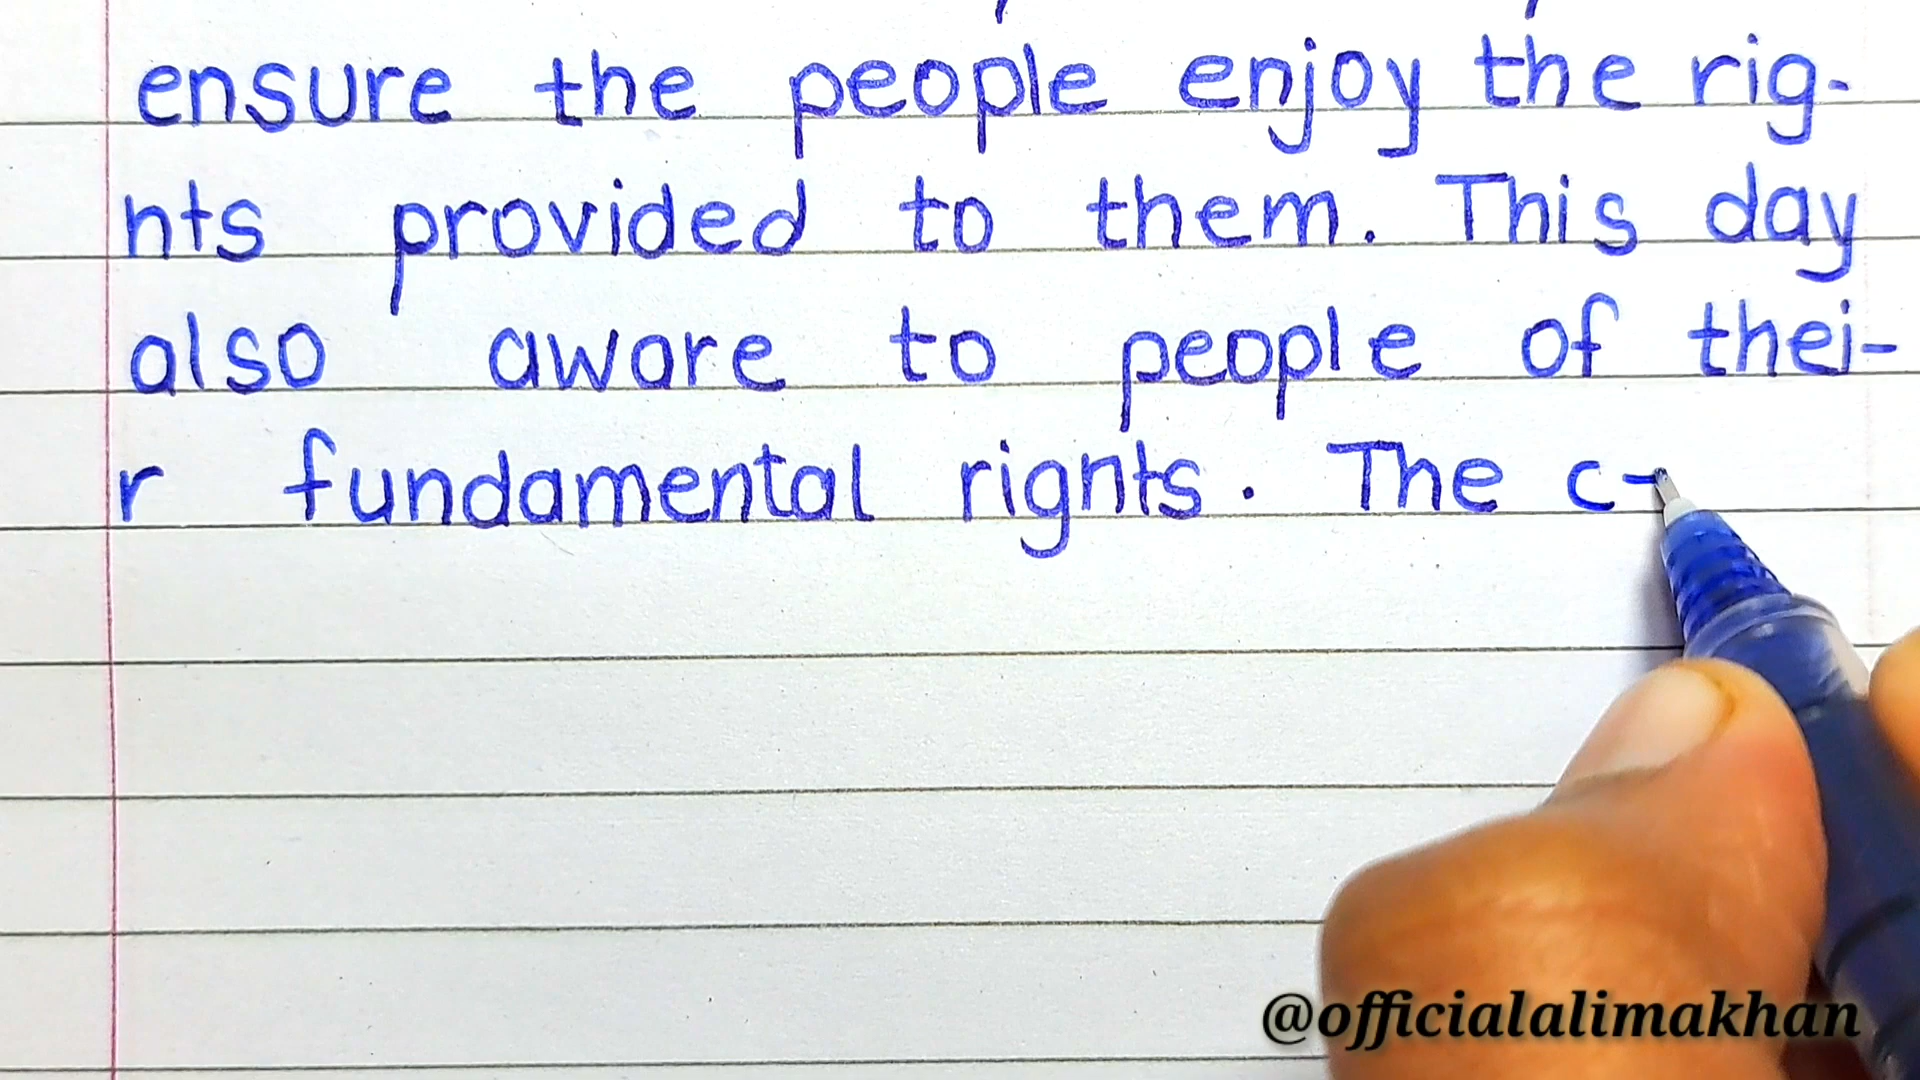 ensure the people enjoy the rig-
hts provided to them. This day
also aware to people of thei-
r fundamental rights. The c-
@officialalimakhan